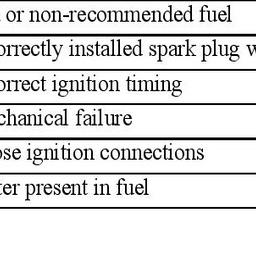 or non-recommended fuel
orrectly installed spark plug
orrect ignition timing
chanical failure
ose ignition connections
ter present in fuel